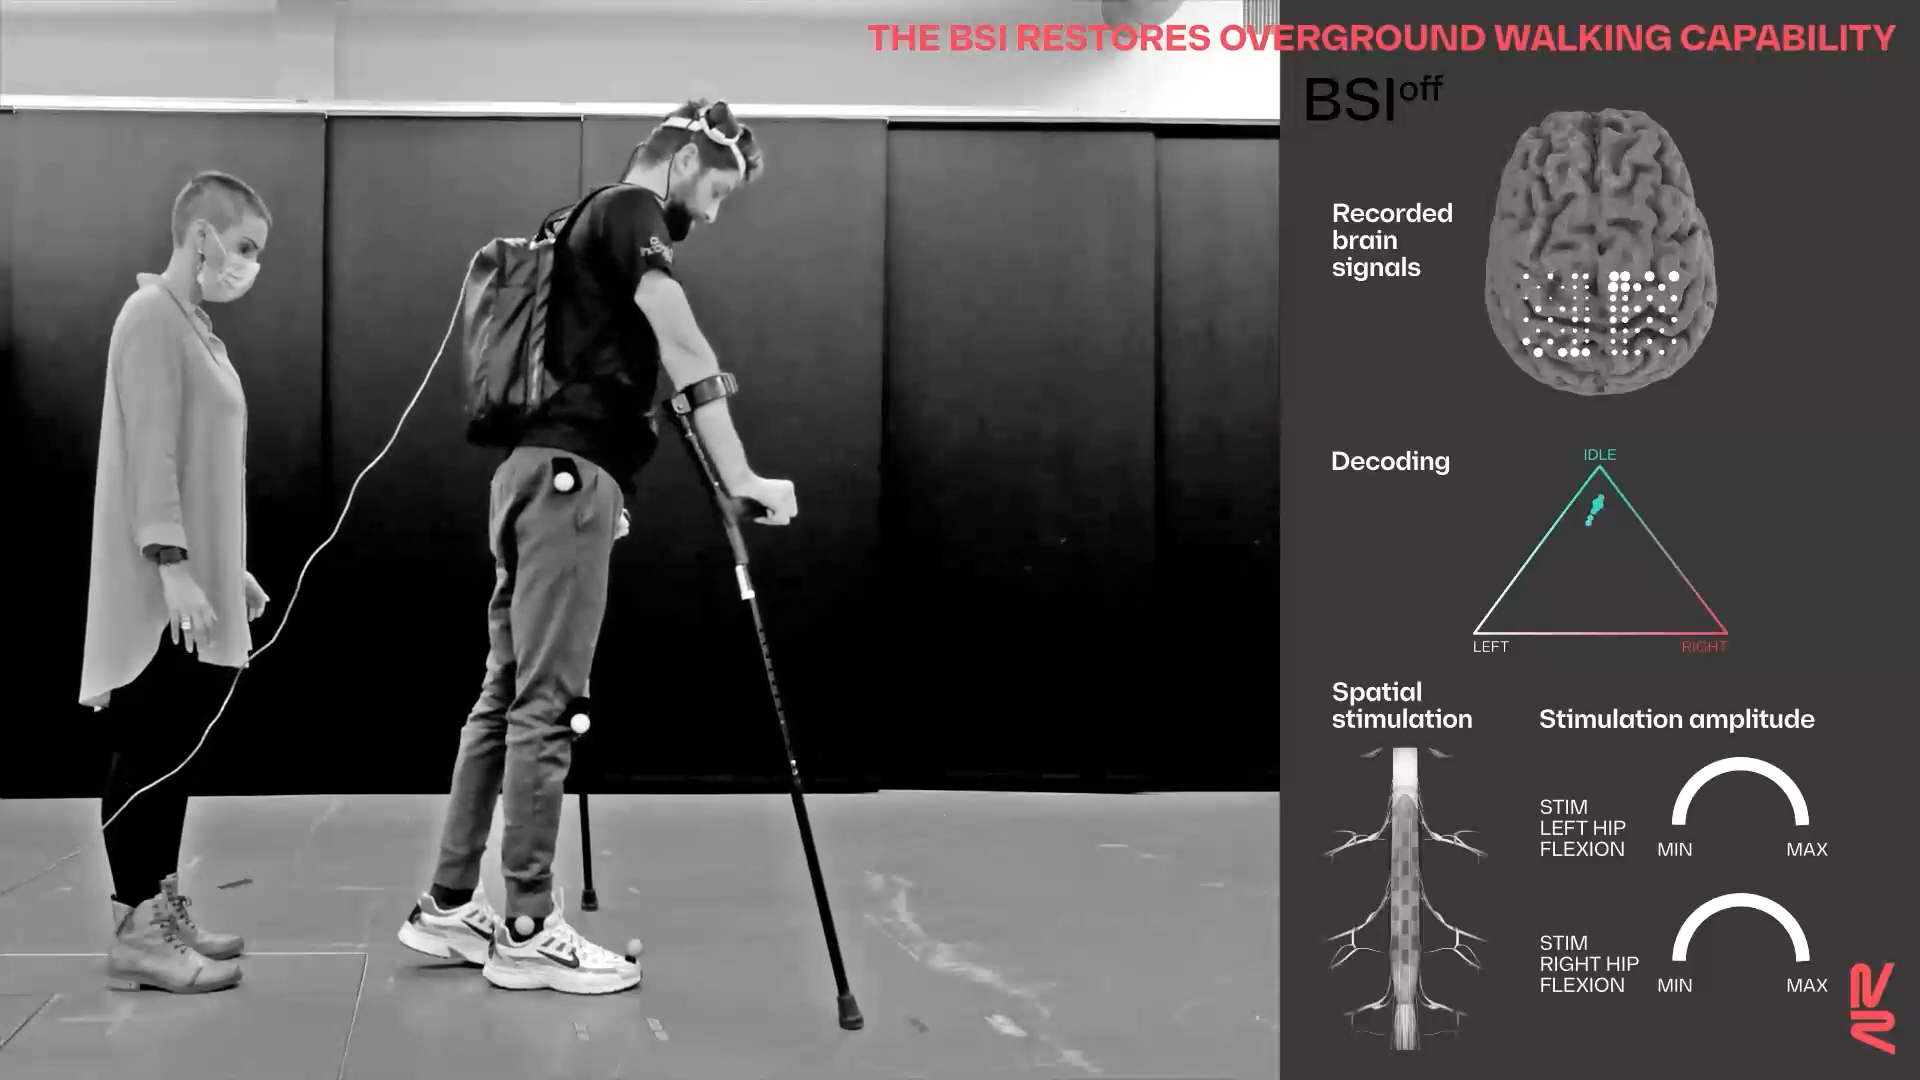 THE BSI RESTORES OVERGROUND WALKING CAPABILITY
BSIoff
Recorded
brain
signals
Decoding
IDLE
LEFT
RIGHT
Spatial
stimulation
Stimulation amplitude
STIM
LEFT HIP
FLEXION
MIN
MAX
STIM
RIGHT HIP
FLEXION
MIN
MAX